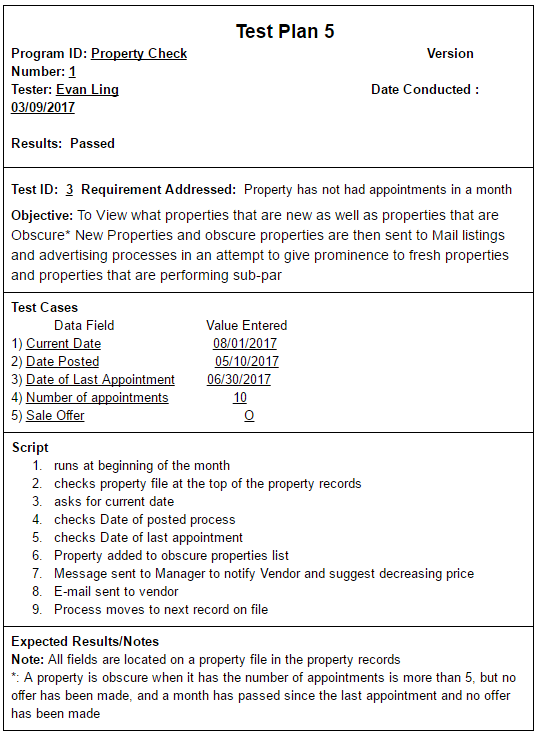 Test Plan 5
Program ID: Property Check Version
Number: 1
Tester: Evan Ling Date Conducted :
03/09/2017
Results: Passed
Test ID: 3 Requirement Addressed: Property has not had appointments in a month
Objective: To View what properties that are new as well as properties that are
Obscure* New Properties and obscure properties are then sent to Mail listings
and advertising processes in an attempt to give prominence to fresh properties
and properties that are performing sub-par
Test Cases
Data Field Value Entered
1) Current Date 08/01/2017
2) Date Posted 05/10/2017
3) Date of Last Appointment 06/30/2017
4) Number of appointments 10
5) Sale Offer O
Script
1. runs at beginning of the month
2. checks property file at the top of the property records
3. asks for current date
4. checks Date of posted process
5. checks Date of last appointment
6. Property added to obscure properties list
7. Message sent to Manager to notify Vendor and suggest decreasing price
8. E-mail sent to vendor
9. Process moves to next record on file
Expected Results/Notes
Note: All fields are located on a property file in the property records
*: A property is obscure when it has the number of appointments is more than 5, but no
offer has been made, and a month has passed since the last appointment and no offer
has been made